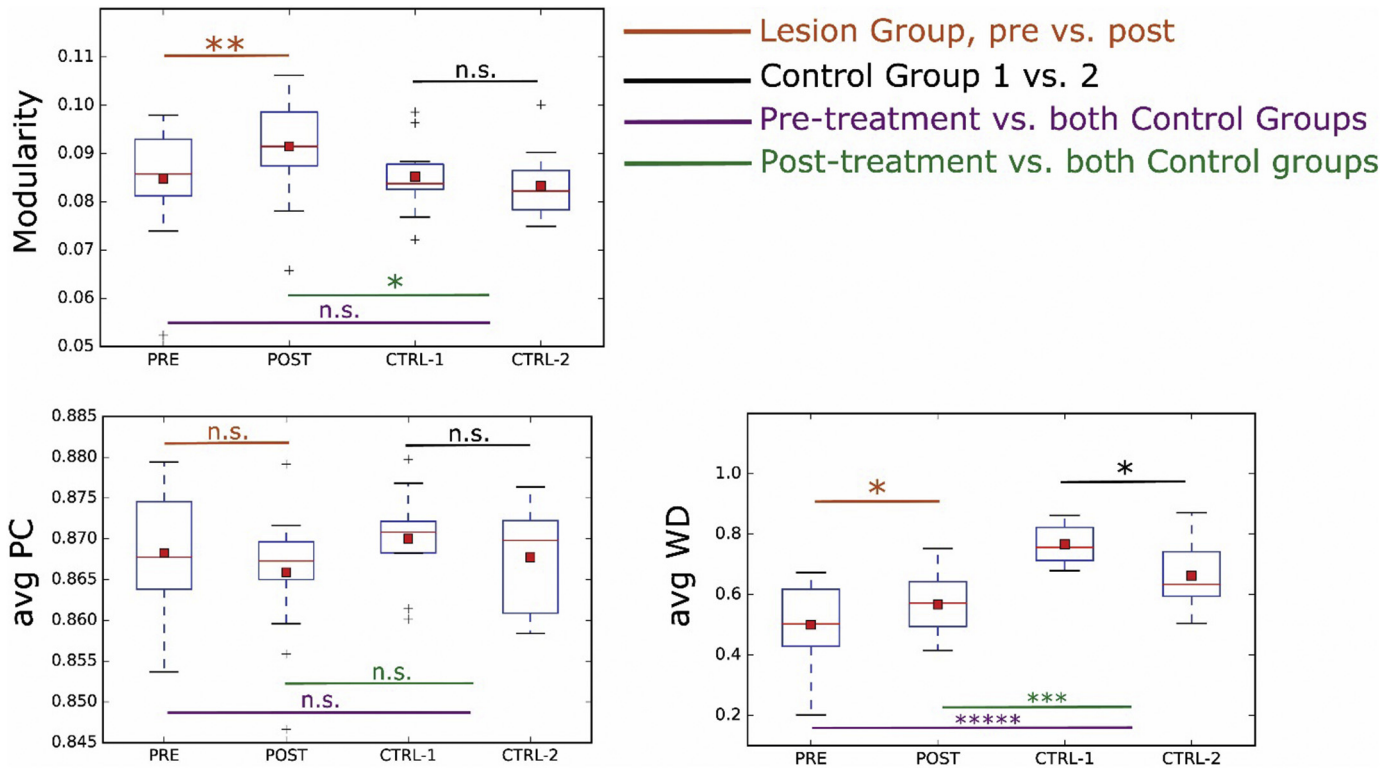 Lesion Group, pre vs. post
Control Group 1 vs. 2
Pre-treatment vs. both Control Groups
Post-treatment vs. both Control groups
Modularity
0.11
0.10
0.09
0.08
0.07
0.06
0.05
**
n.s.
*
n.s.
PRE POST CTRL-1 CTRL-2
avg PC
0.885
0.880
0.875
0.870
0.865
0.860
0.855
0.850
0.845
n.s.
n.s.
n.s.
n.s.
PRE POST CTRL-1 CTRL-2
avg WD
1.0
0.8
0.6
0.4
0.2
*
*
***
*****
PRE POST CTRL-1 CTRL-2